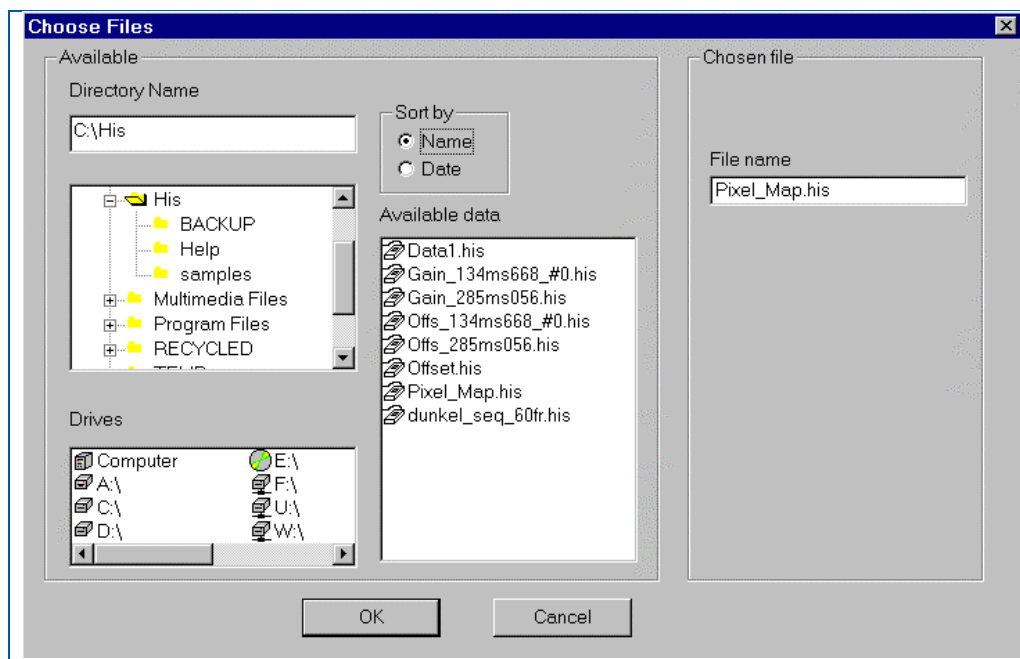 Choose Files
Available
Directory Name
C:\His
His
BACKUP
Help
samples
Multimedia Files
Program Files
RECYCLED
TEMP
Drives
Computer
A:\
C:\
D:\
E:\
F:\
U:\
W:\
Sort by
Name
Date
Available data
Data1.his
Gain_134ms668_#0.his
Gain_285ms056.his
Offs_134ms668_#0.his
Offs_285ms056.his
Offset.his
Pixel_Map.his
dunkel_seq_60fr.his
Chosen file
File name
Pixel_Map.his
OK
Cancel